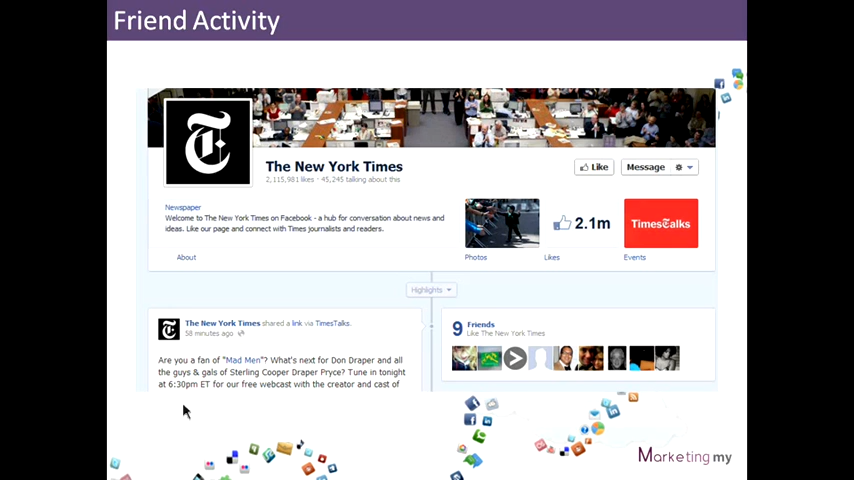 Friend Activity
The New York Times
2,115,981 likes · 45,245 talking about this
Like
Message
Newspaper
Welcome to The New York Times on Facebook - a hub for conversation about news and
ideas. Like our page and connect with Times journalists and readers.
About
2.1m
TimesTalks
Photos
Likes
Events
Highlights
The New York Times shared a link via TimesTalks.
58 minutes ago
Are you a fan of "Mad Men"? What's next for Don Draper and all
the guys & gals of Sterling Cooper Draper Pryce? Tune in tonight
at 6:30pm ET for our free webcast with the creator and cast of
9 Friends
Like The New York Times
Marketing my